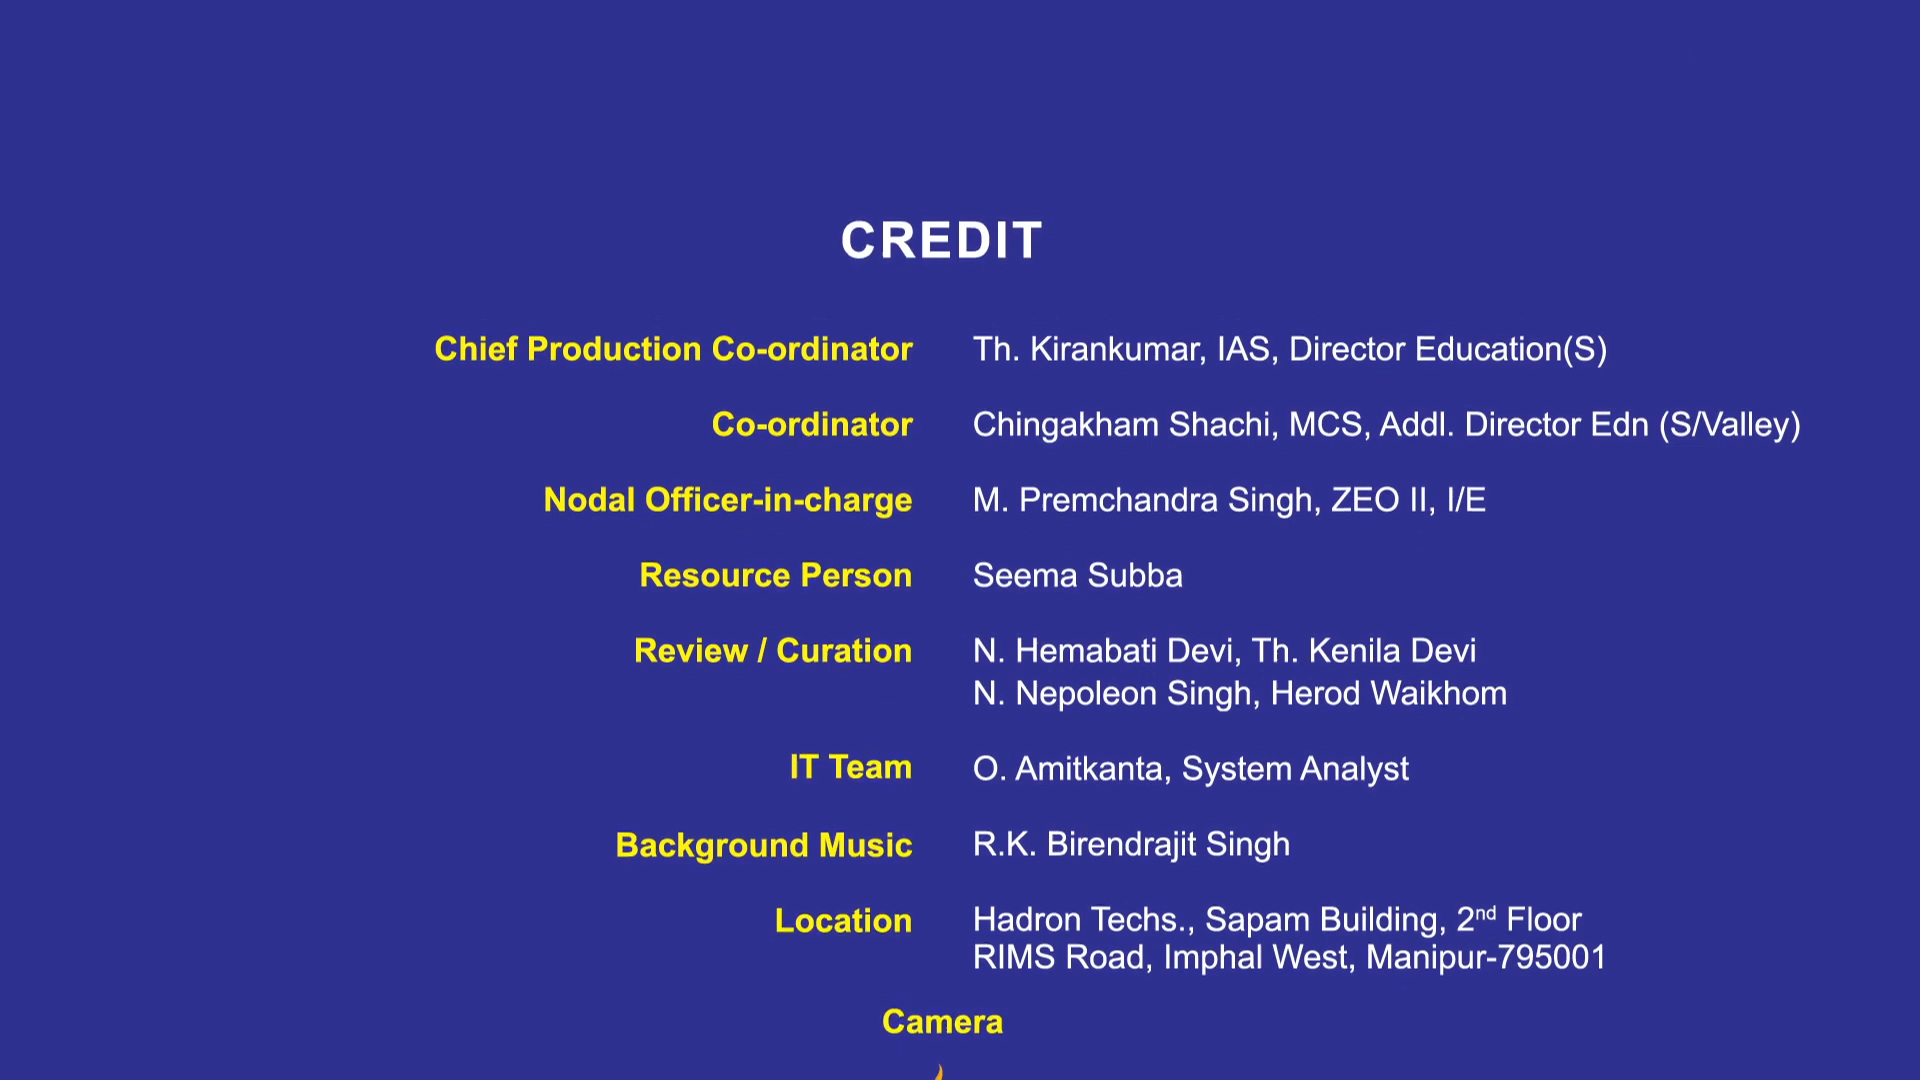 CREDIT
Chief Production Co-ordinator Th. Kirankumar, IAS, Director Education(S)
Co-ordinator Chingakham Shachi, MCS, Addl. Director Edn (S/Valley)
Nodal Officer-in-charge M. Premchandra Singh, ZEO II, I/E
Resource Person Seema Subba
Review / Curation N. Hemabati Devi, Th. Kenila Devi
N. Nepoleon Singh, Herod Waikhom
IT Team O. Amitkanta, System Analyst
Background Music R.K. Birendrajit Singh
Location Hadron Techs., Sapam Building, 2nd Floor
RIMS Road, Imphal West, Manipur-795001
Camera